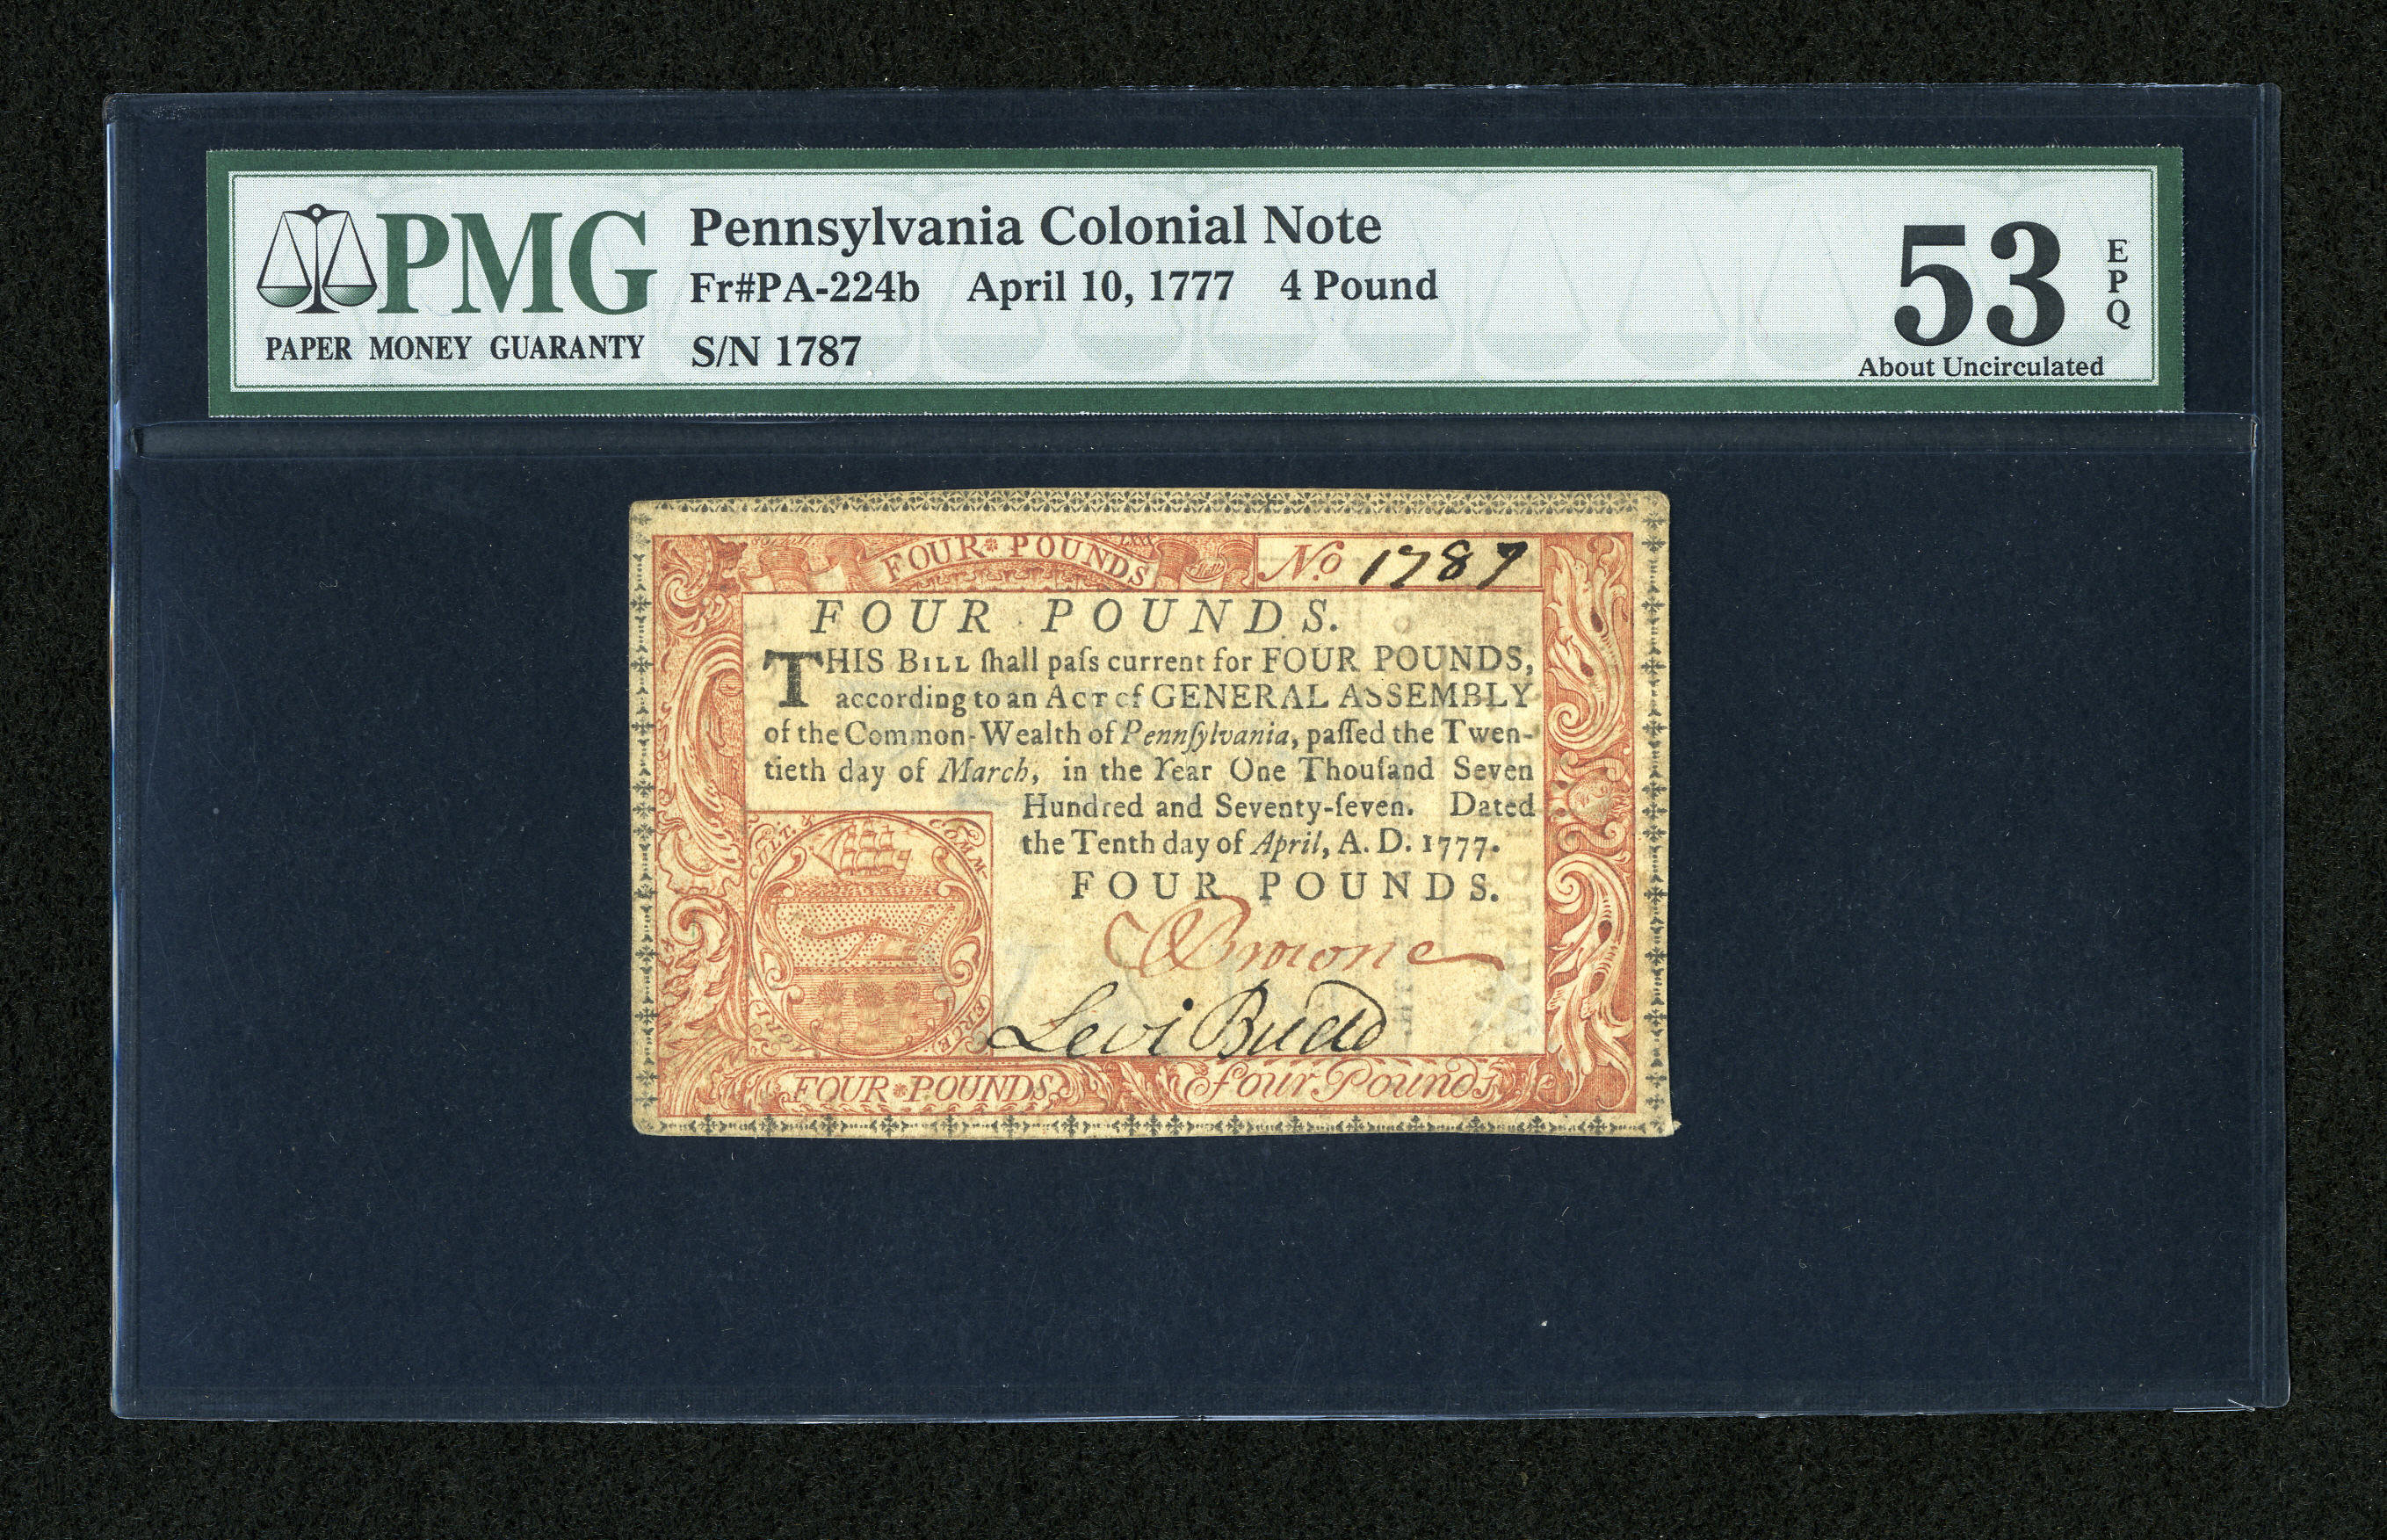 PMG
PAPER MONEY GUARANTY
Pennsylvania Colonial Note
Fr#PA-224b April 10, 1777 4 Pound
S/N 1787
53
EPQ
About Uncirculated
FOUR POUNDS
No. 1787
FOUR POUNDS.
THIS BILL ſhall paſs current for FOUR POUNDS,
according to an ACT of GENERAL ASSEMBLY
of the Common-Wealth of Pennſylvania, paſſed the Twen-
tieth day of March, in the Year One Thouſand Seven
Hundred and Seventy-ſeven. Dated
the Tenth day of April, A. D. 1777.
FOUR POUNDS.
Levi Budd
FOUR POUNDS
Four Pounds